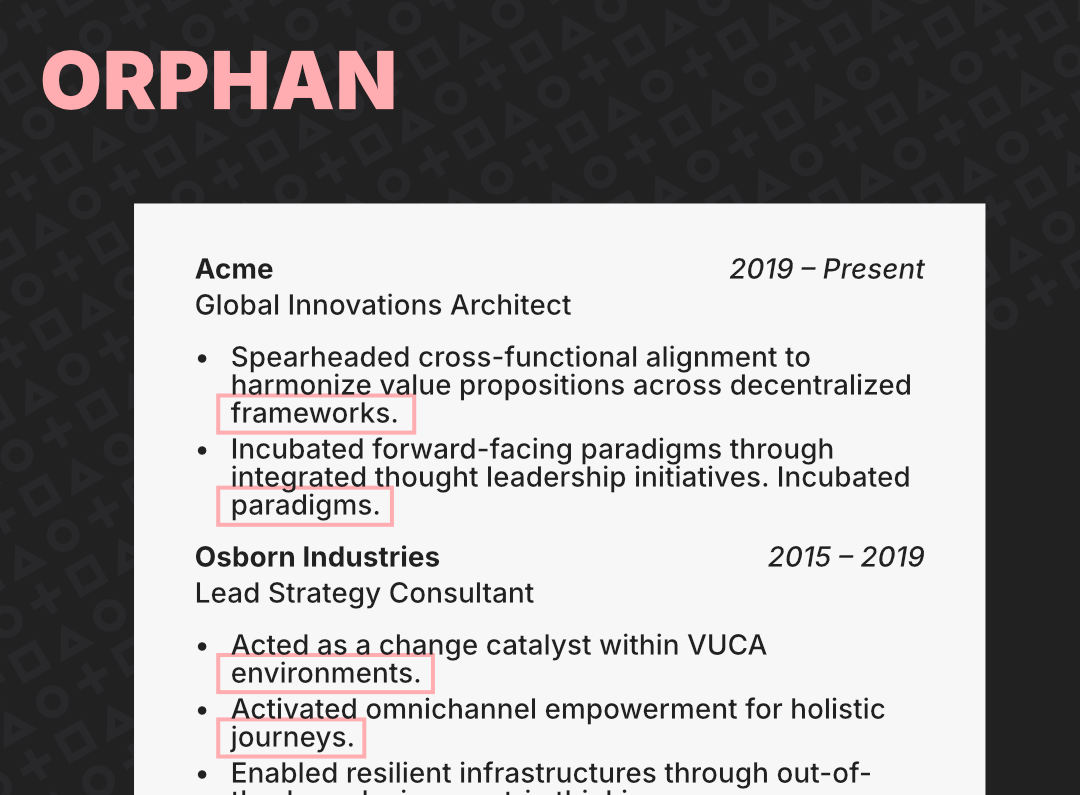 ORPHAN
Acme 2019 – Present
Global Innovations Architect
• Spearheaded cross-functional alignment to
harmonize value propositions across decentralized
frameworks.
• Incubated forward-facing paradigms through
integrated thought leadership initiatives. Incubated
paradigms.
Osborn Industries 2015 – 2019
Lead Strategy Consultant
• Acted as a change catalyst within VUCA
environments.
• Activated omnichannel empowerment for holistic
journeys.
• Enabled resilient infrastructures through out-of-